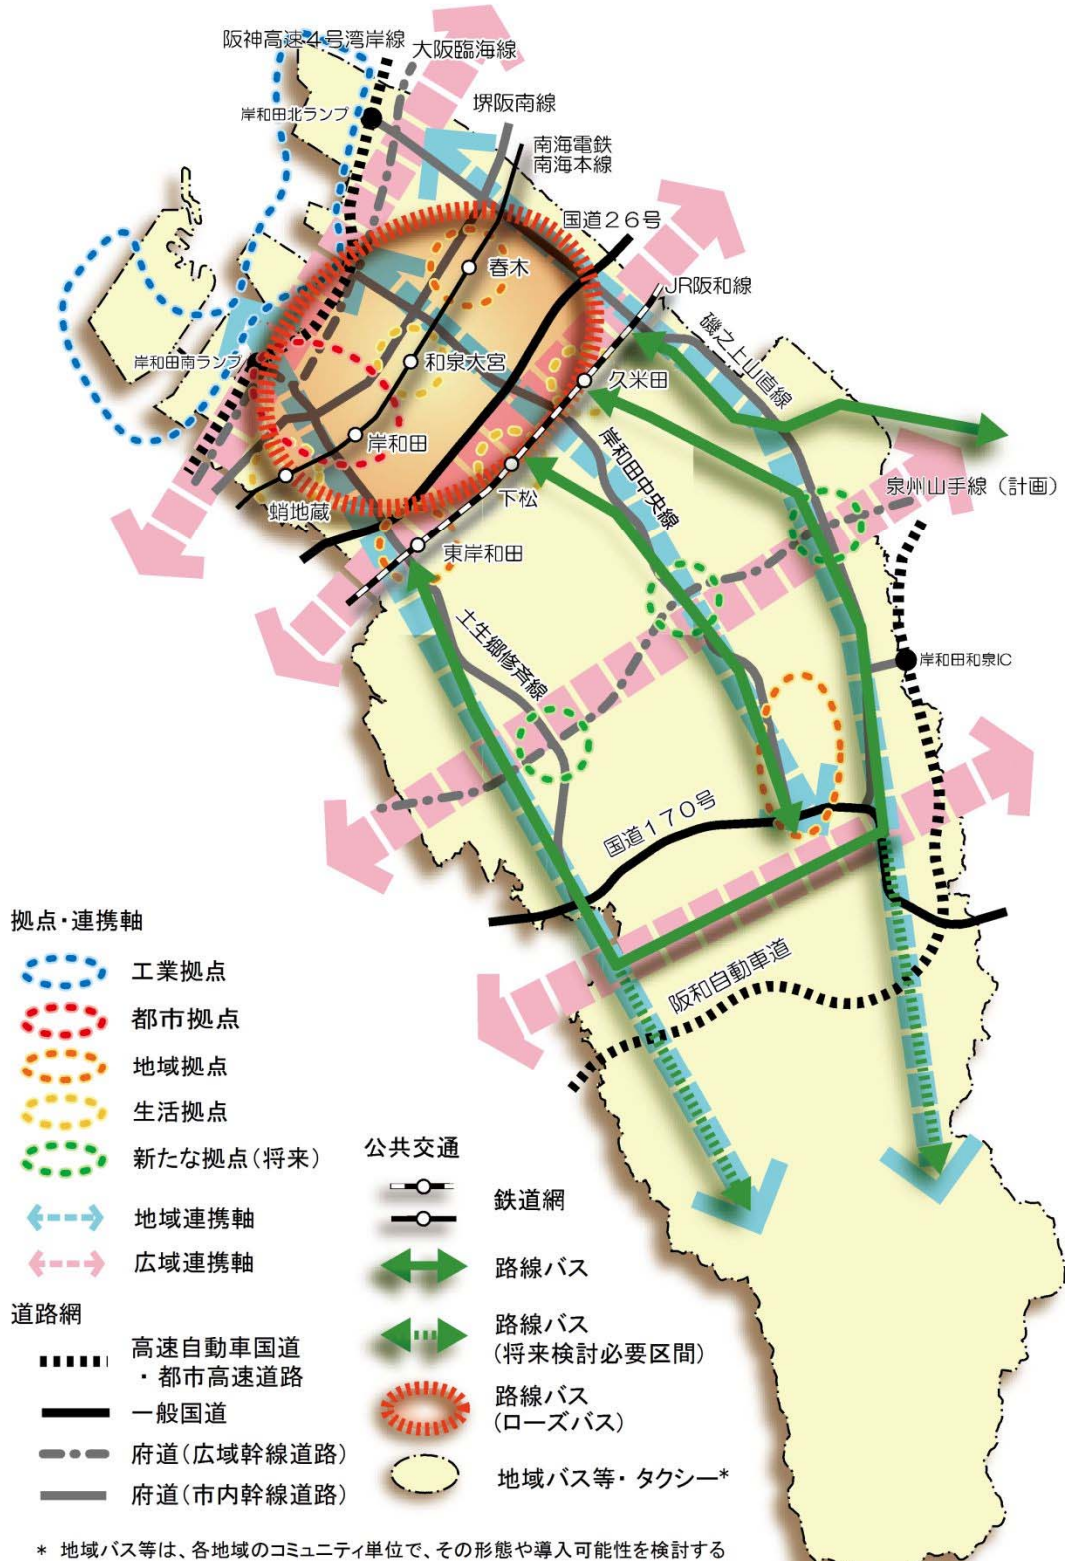 阪神高速4号湾岸線
大阪臨海線
堺阪南線
岸和田北ランプ
南海電鉄
南海本線
国道26号
春木
JR阪和線
磯之上山直線
岸和田南ランプ
和泉大宮
久米田
岸和田
岸和田中央線
下松
泉州山手線（計画）
蛸地蔵
東岸和田
土生郷修斉線
岸和田和泉IC
国道170号
阪和自動車道
拠点・連携軸
工業拠点
都市拠点
地域拠点
生活拠点
新たな拠点（将来）
地域連携軸
広域連携軸
道路網
高速自動車国道
・都市高速道路
一般国道
府道（広域幹線道路）
府道（市内幹線道路）
公共交通
鉄道網
路線バス
路線バス
（将来検討必要区間）
路線バス
（ローズバス）
地域バス等・タクシー*
* 地域バス等は、各地域のコミュニティ単位で、その形態や導入可能性を検討する